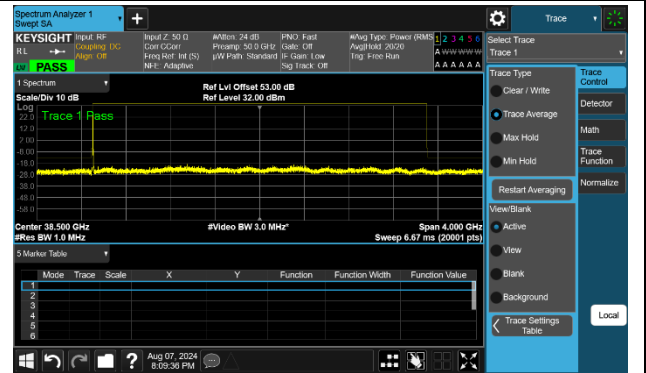 Spectrum Analyzer 1
Swept SA
+
Trace
KEYSIGHT
RL
LW
PASS
Input: RF
Coupling: DC
Align: Off
Input Z: 50 Ω
Corr CCorr
Freq Ref: Int (S)
NFE: Adaptive
#Atten: 24 dB
Preamp: 50.0 GHz
µW Path: Standard
PNO: Fast
Gate: Off
IF Gain: Low
Sig Track: Off
#Avg Type: Power (RMS
Avg|Hold: 20/20
Trig: Free Run
1 2 3 4 5 6
A W W W W W
A A A A A A
Select Trace
Trace 1
1 Spectrum
Scale/Div 10 dB
Ref Lvl Offset 53.00 dB
Ref Level 32.00 dBm
Log
Trace 1 Pass
22.0
12.0
2.00
-8.00
-18.0
-28.0
-38.0
-48.0
-58.0
Center 38.500 GHz
#Video BW 3.0 MHz*
Span 4.000 GHz
#Res BW 1.0 MHz
Sweep 6.67 ms (20001 pts)
5 Marker Table
Mode Trace Scale X Y Function Function Width Function Value
1
2
3
4
5
6
Trace Type
Clear / Write
Trace Average
Max Hold
Min Hold
Restart Averaging
View/Blank
Active
View
Blank
Background
Trace Settings
Table
Trace
Control
Detector
Math
Trace
Function
Normalize
Local
?
Aug 07, 2024
8:09:36 PM